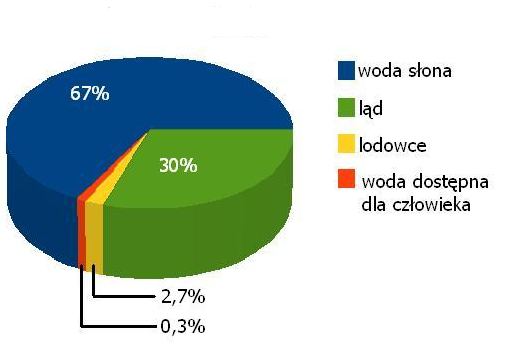 67%
30%
2,7%
0,3%
woda słona
ląd
lodowce
woda dostępna
dla człowieka